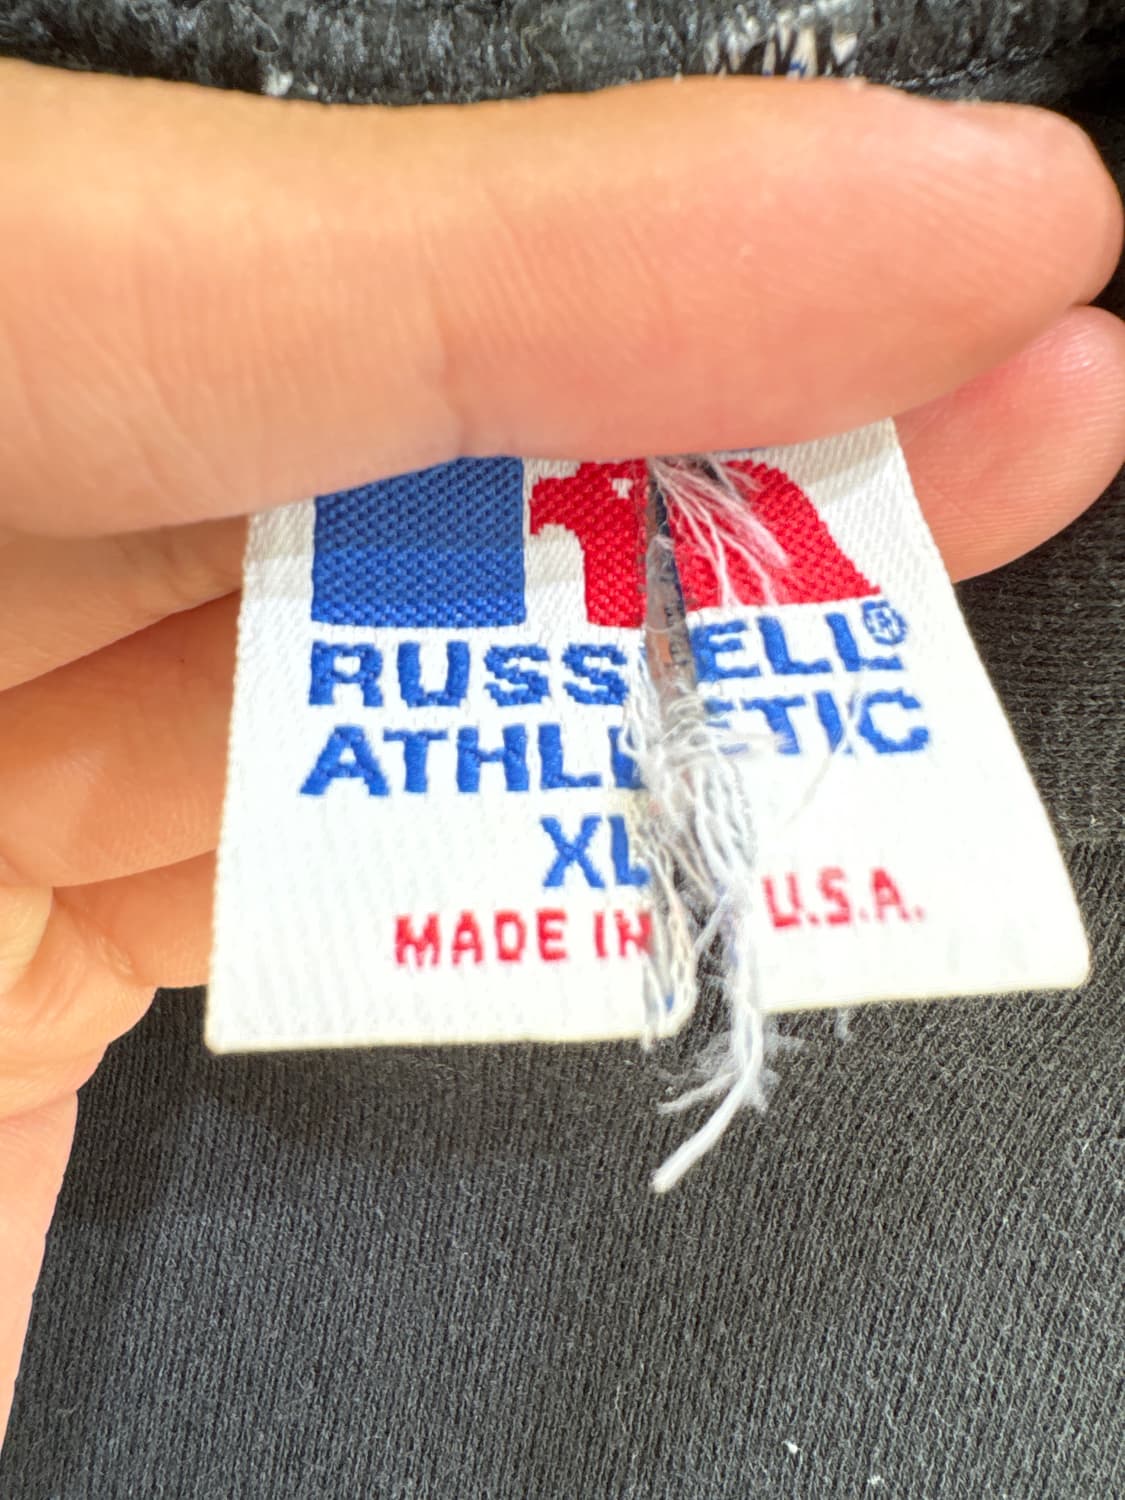 RUSSELL®
ATHLETIC
XL
MADE IN U.S.A.